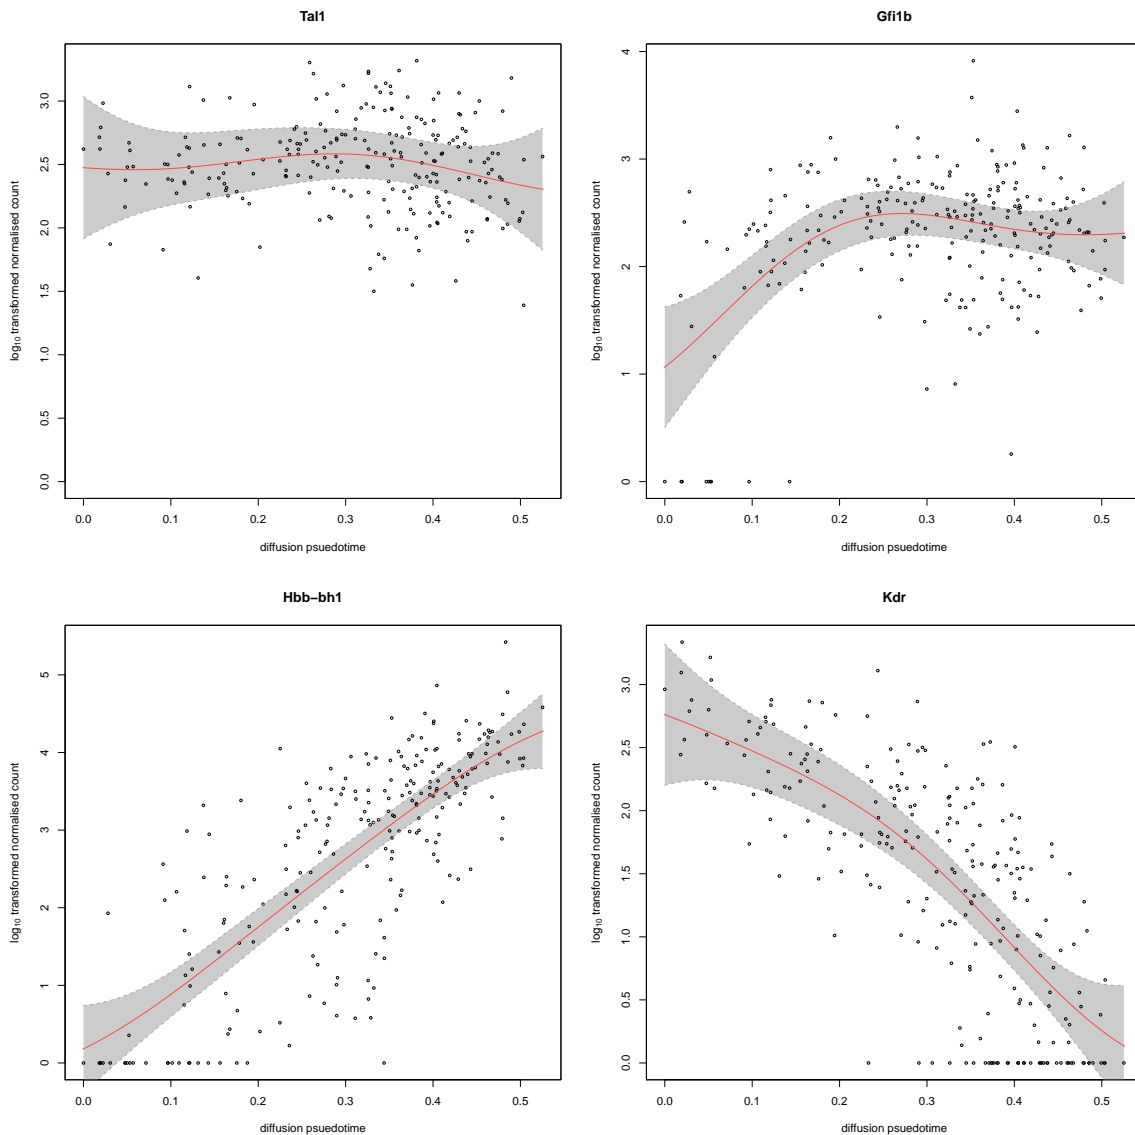 Tal1
log₁₀ transformed normalised count
3.0
2.5
2.0
1.5
1.0
0.5
0.0
0.0 0.1 0.2 0.3 0.4 0.5
diffusion psuedotime
Gfi1b
log₁₀ transformed normalised count
4
3
2
1
0
0.0 0.1 0.2 0.3 0.4 0.5
diffusion psuedotime
Hbb−bh1
log₁₀ transformed normalised count
5
4
3
2
1
0
0.0 0.1 0.2 0.3 0.4 0.5
diffusion psuedotime
Kdr
log₁₀ transformed normalised count
3.0
2.5
2.0
1.5
1.0
0.5
0.0
0.0 0.1 0.2 0.3 0.4 0.5
diffusion psuedotime